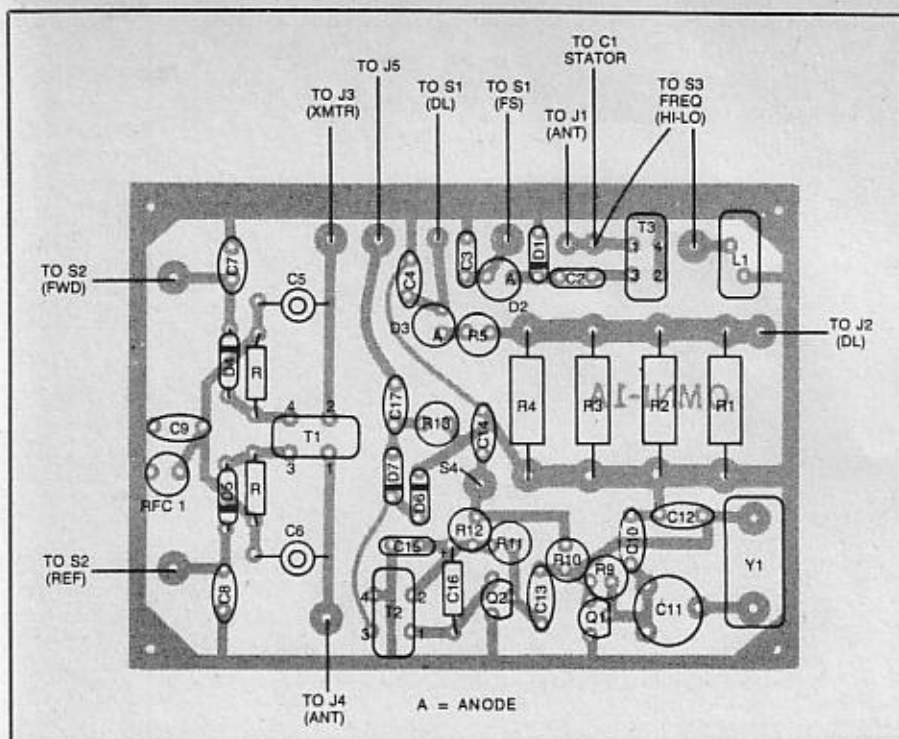 TO C1
STATOR
TO J5
TO S1
(DL)
TO S1
(FS)
TO J3
(XMTR)
TO J1
(ANT)
TO S3
FREQ
(HI-LO)
TO S2
(FWD)
C7
C5
C4
C3
A
D1
C2
T3
1
4
3
2
L1
D2
D3
A
R5
TO J2
(DL)
D4
R
4
2
T1
3
1
C17
R13
C14
R4
R3
R2
R1
OMNI-1A
C9
RFC 1
D5
R
C6
D7
D6
S4
R12
R11
C15
R10
C10
C12
Y1
TO S2
(REF)
C8
4
2
T2
3
1
C16
Q2
C13
R9
Q1
C11
TO J4
(ANT)
A = ANODE